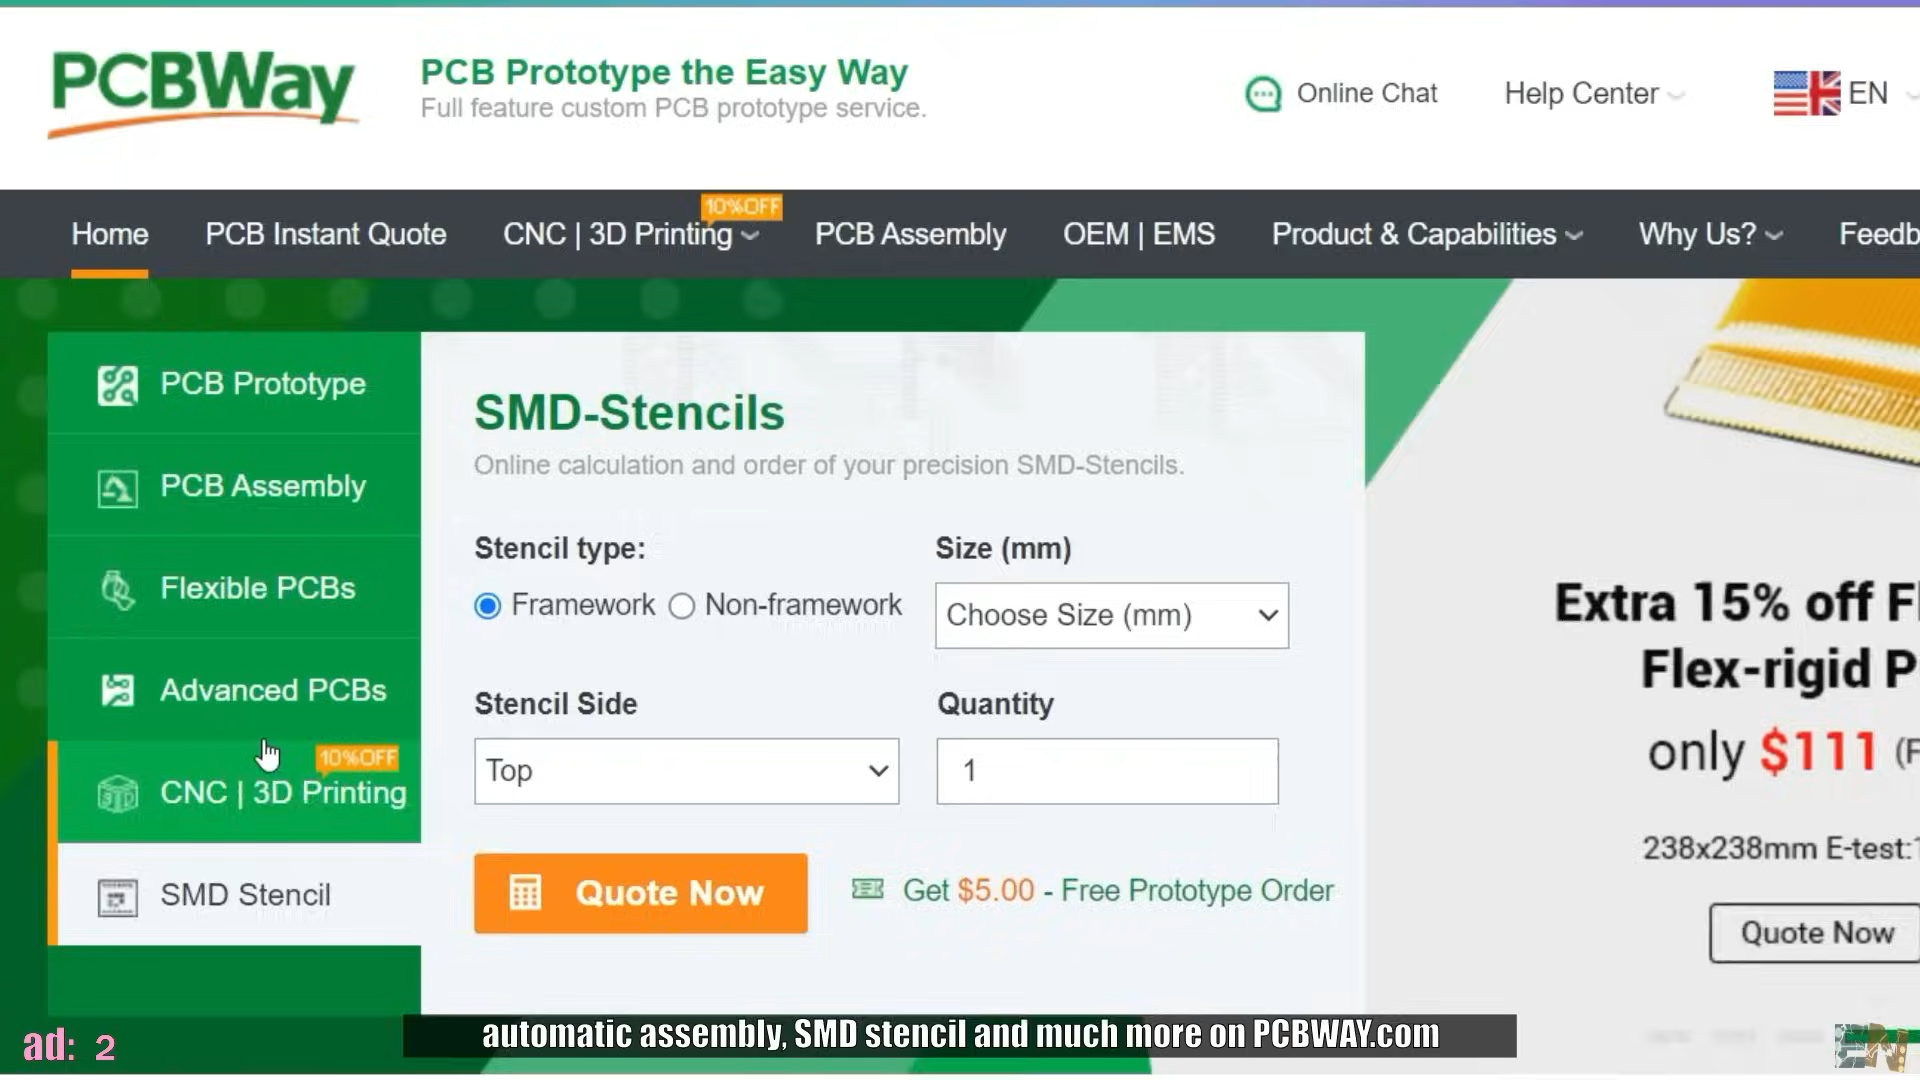 PCBWay
PCB Prototype the Easy Way
Full feature custom PCB prototype service.
Online Chat
Help Center
EN
10%OFF
Home
PCB Instant Quote
CNC | 3D Printing
PCB Assembly
OEM | EMS
Product & Capabilities
Why Us?
Feedb
PCB Prototype
PCB Assembly
Flexible PCBs
Advanced PCBs
10%OFF
CNC | 3D Printing
SMD Stencil
SMD-Stencils
Online calculation and order of your precision SMD-Stencils.
Stencil type:
Framework
Non-framework
Size (mm)
Choose Size (mm)
Stencil Side
Top
Quantity
1
Quote Now
Get $5.00 - Free Prototype Order
Extra 15% off Fl
Flex-rigid P
only $111 (F
238x238mm E-test:1
Quote Now
ad: 2
automatic assembly, SMD stencil and much more on PCBWAY.com